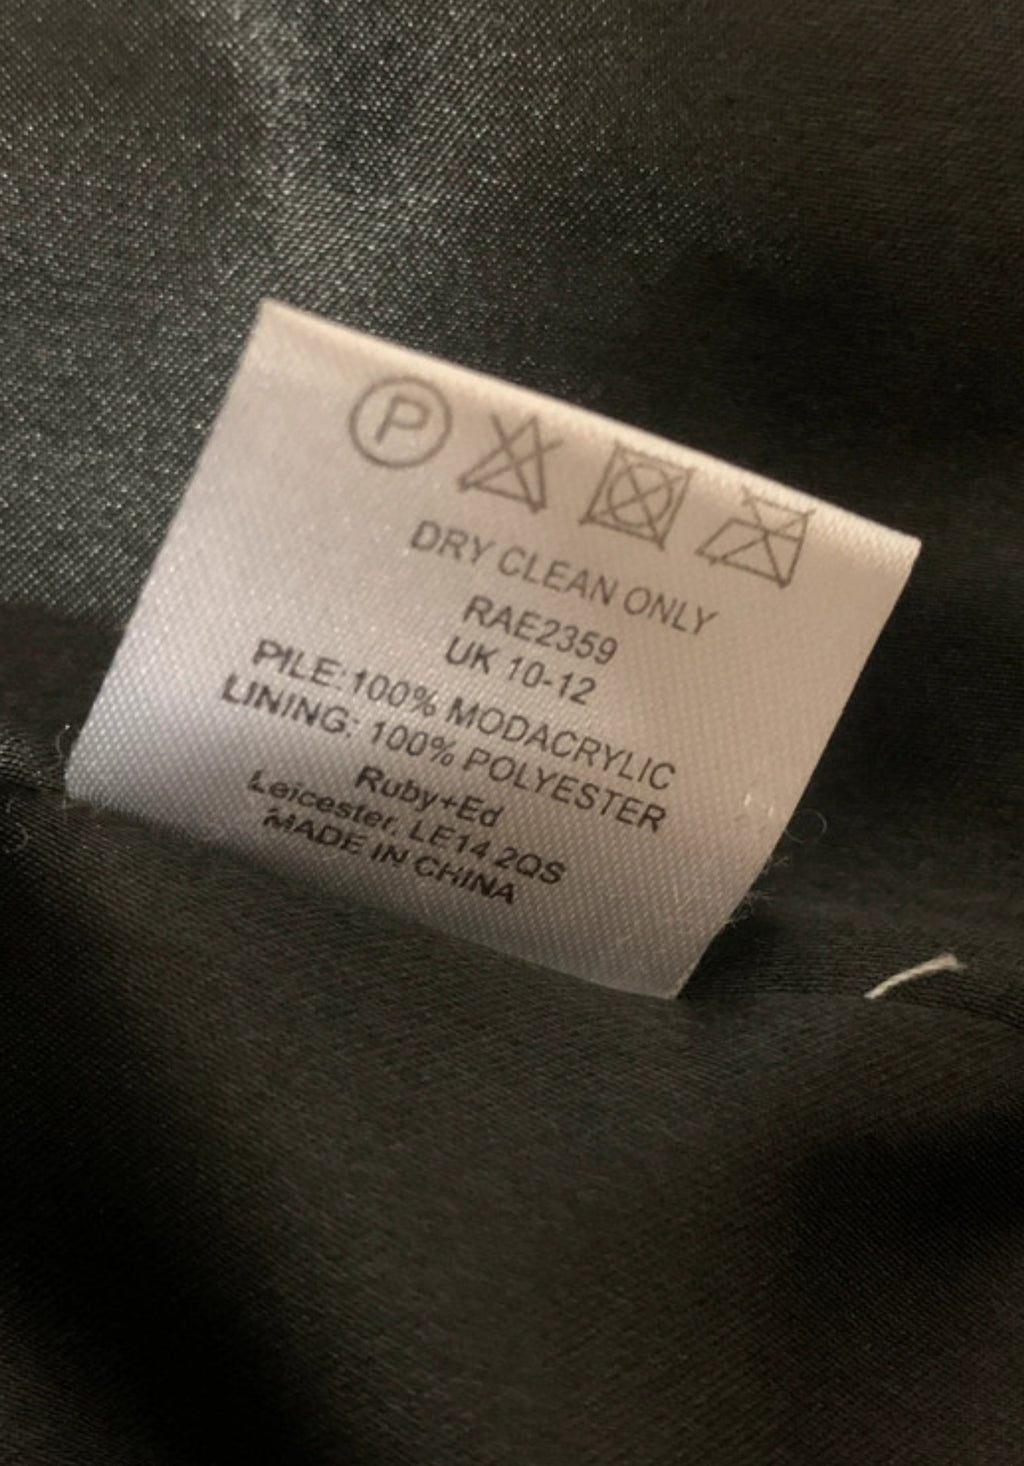 P
DRY CLEAN ONLY
RAE2359
UK 10-12
PILE:100% MODACRYLIC
LINING: 100% POLYESTER
Ruby+Ed
Leicester, LE14 2QS
MADE IN CHINA